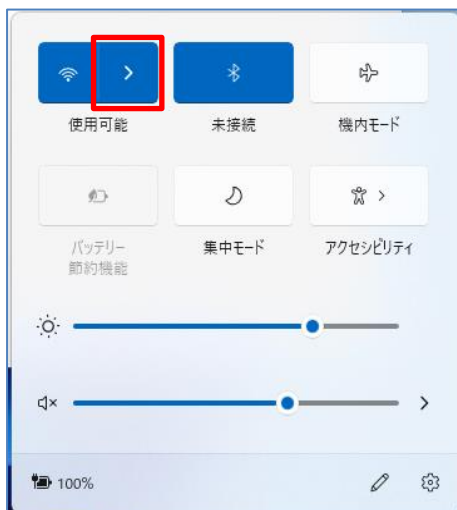 使用可能
未接続
機内モード
バッテリー
節約機能
集中モード
アクセシビリティ
100%